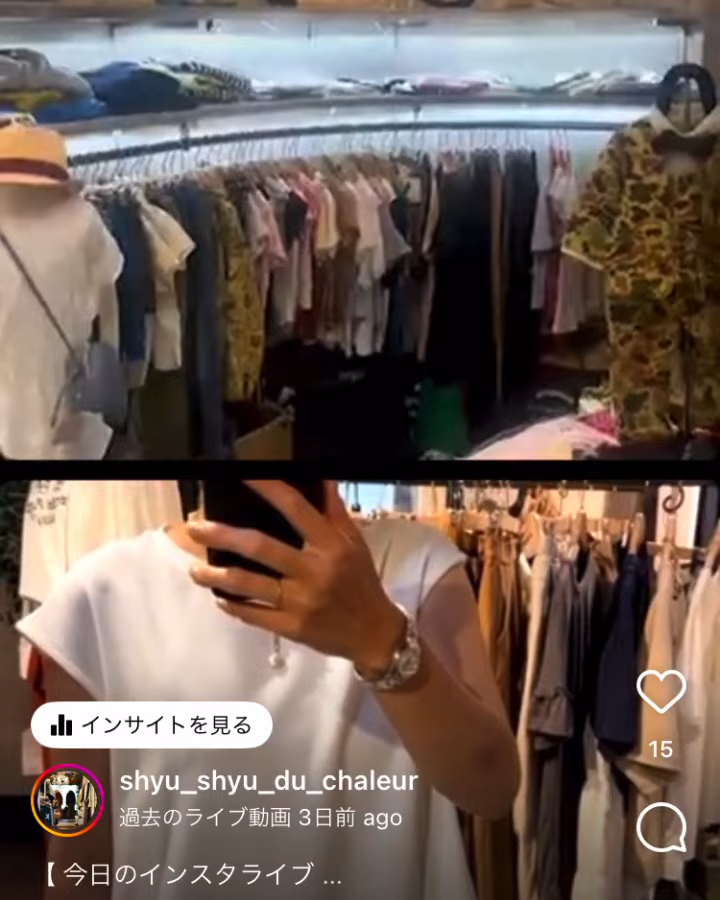 インサイトを見る
shyu_shyu_du_chaleur
過去のライブ動画 3日前 ago
15
【 今日のインスタライブ ...